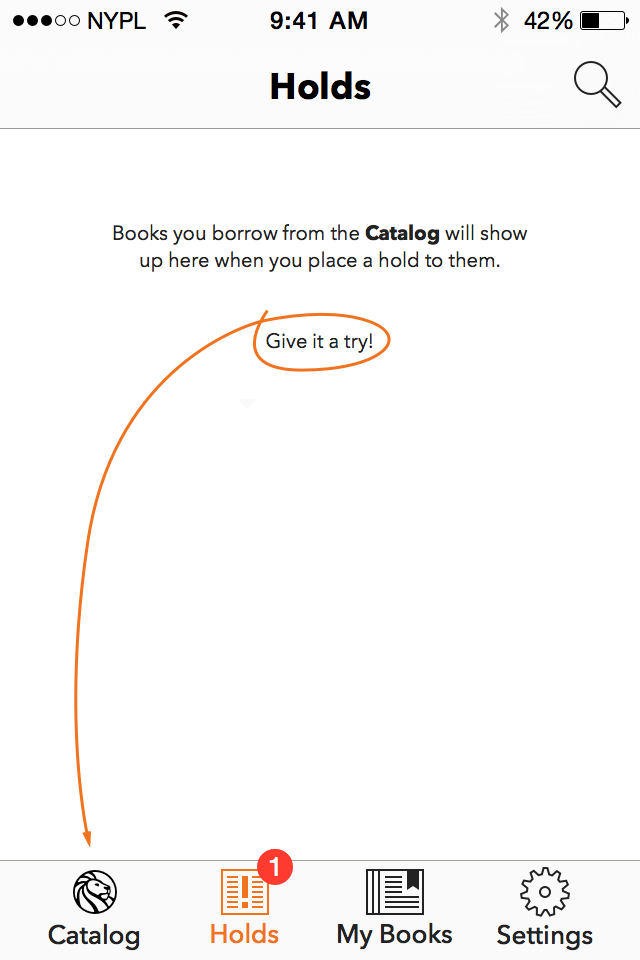 NYPL 9:41 AM 42%
Holds
Books you borrow from the Catalog will show
up here when you place a hold to them.
Give it a try!
1
Catalog Holds My Books Settings